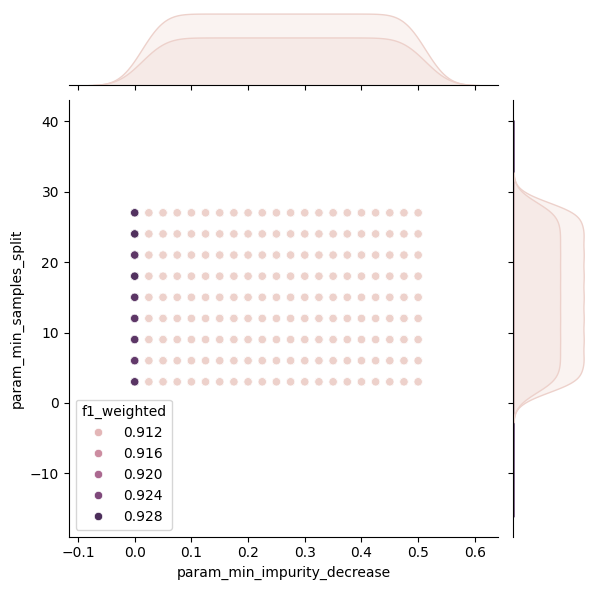 40
30
20
10
0
−10
param_min_samples_split
f1_weighted
0.912
0.916
0.920
0.924
0.928
−0.1 0.0 0.1 0.2 0.3 0.4 0.5 0.6
param_min_impurity_decrease